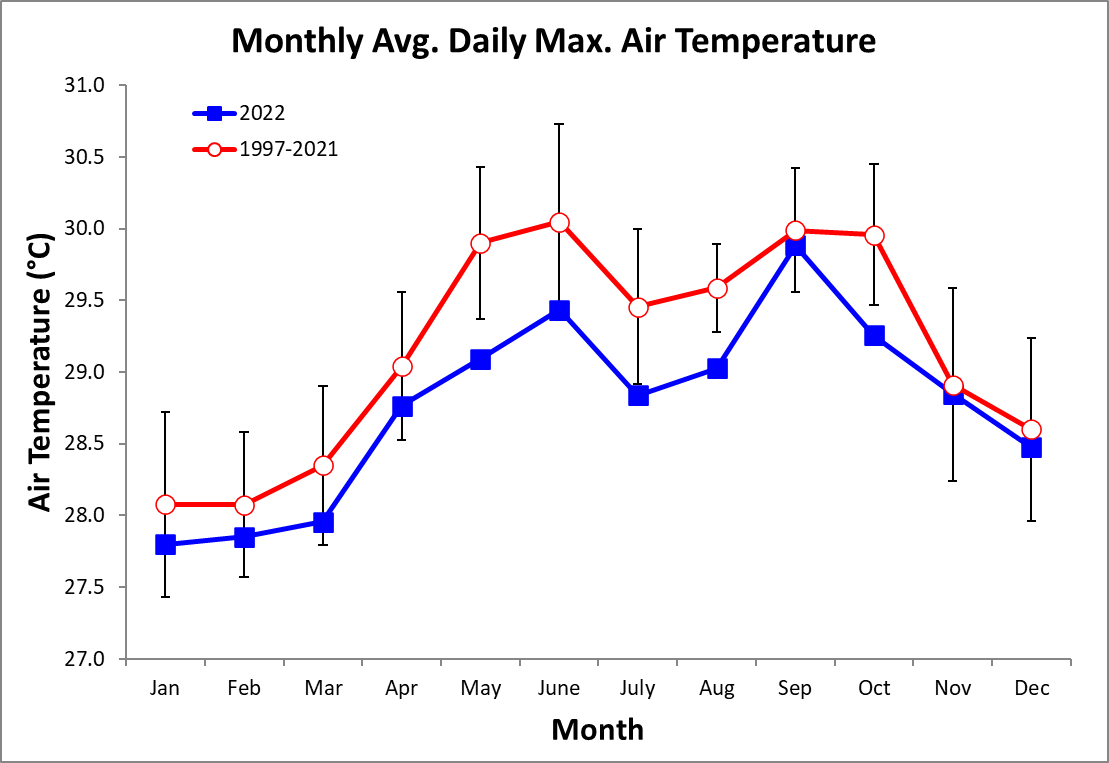 Monthly Avg. Daily Max. Air Temperature
31.0
30.5
30.0
29.5
29.0
28.5
28.0
27.5
27.0
Air Temperature (°C)
2022
1997-2021
Jan Feb Mar Apr May June July Aug Sep Oct Nov Dec
Month